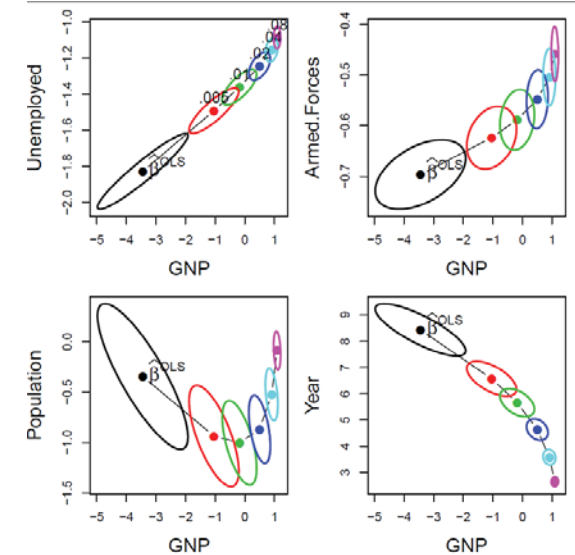 Unemployed
-1.0
-1.2
-1.4
-1.6
-1.8
-2.0
.08
.04
.02
.01
.005
β̂OLS
-5 -4 -3 -2 -1 0 1
GNP
Armed.Forces
-0.4
-0.5
-0.6
-0.7
β̂OLS
-5 -4 -3 -2 -1 0 1
GNP
Population
0.0
-0.5
-1.0
-1.5
β̂OLS
-5 -4 -3 -2 -1 0 1
GNP
Year
9
8
7
6
5
4
3
β̂OLS
-5 -4 -3 -2 -1 0 1
GNP